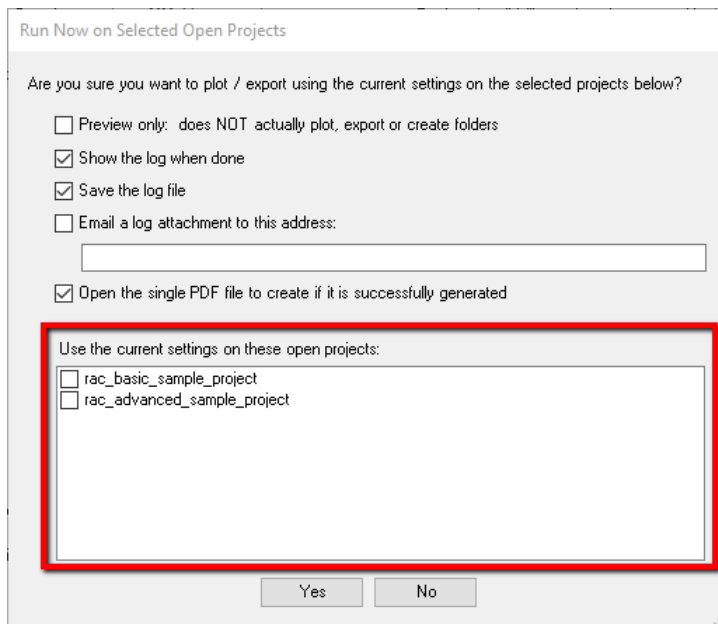 Run Now on Selected Open Projects
Are you sure you want to plot / export using the current settings on the selected projects below?
Preview only: does NOT actually plot, export or create folders
Show the log when done
Save the log file
Email a log attachment to this address:
Open the single PDF file to create if it is successfully generated
Use the current settings on these open projects:
rac_basic_sample_project
rac_advanced_sample_project
Yes No